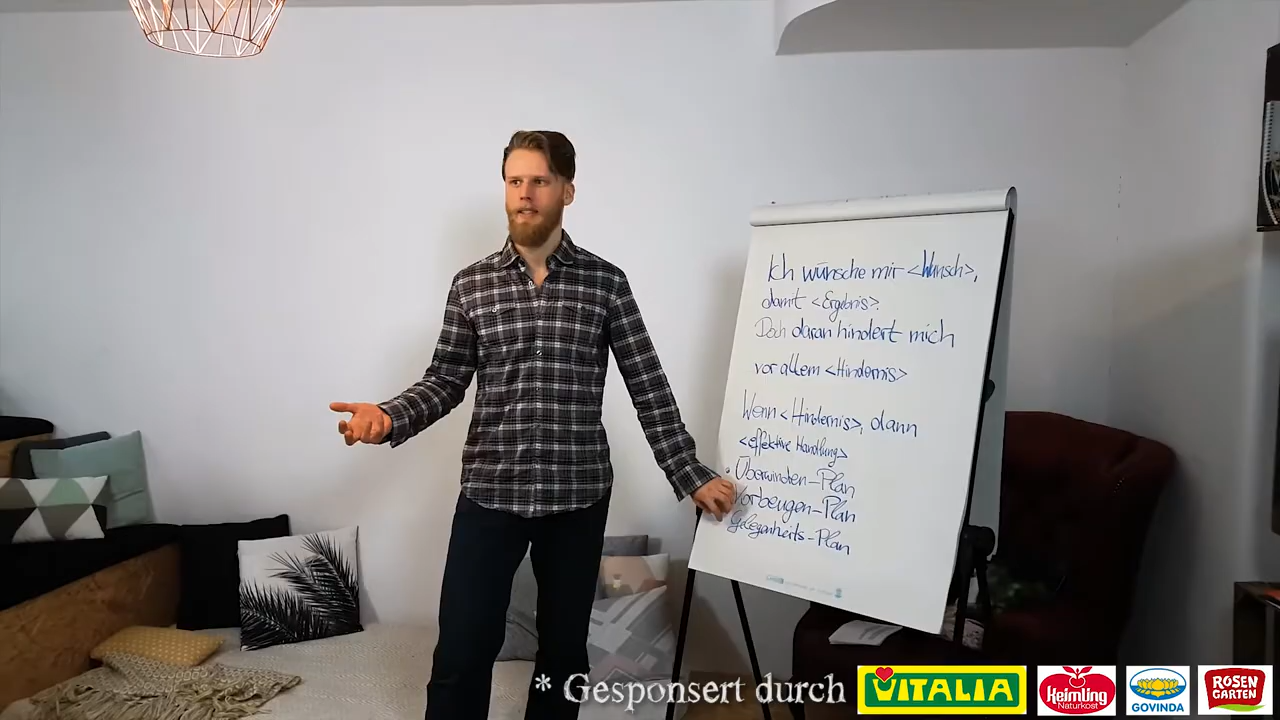 Ich wünsche mir <Wunsch>,
damit <Ergebnis>.
Doch daran hindert mich
vor allem <Hindernis>
Wenn <Hindernis>, dann
<effektive Handlung>
• Überwinden-Plan
Vorbeugen-Plan
Gelegenheits-Plan
* Gesponsert durch
VITALIA
Keimling
Naturkost
GOVINDA
ROSEN
GARTEN